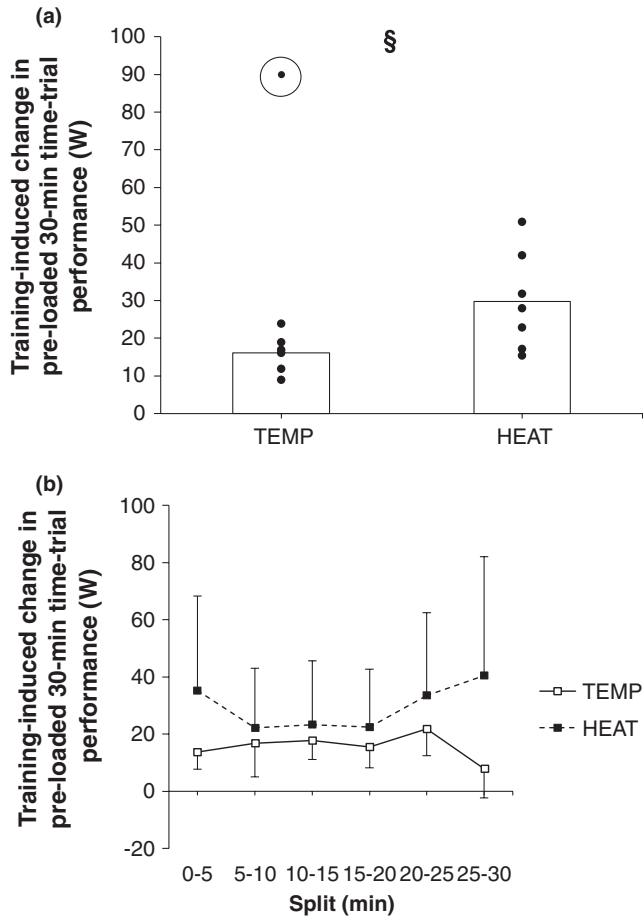 (a)
Training-induced change in
pre-loaded 30-min time-trial
performance (W)
100
90
80
70
60
50
40
30
20
10
0
§
TEMP
HEAT
(b)
Training-induced change in
pre-loaded 30-min time-trial
performance (W)
100
80
60
40
20
0
-20
0-5 5-10 10-15 15-20 20-25 25-30
Split (min)
TEMP
HEAT